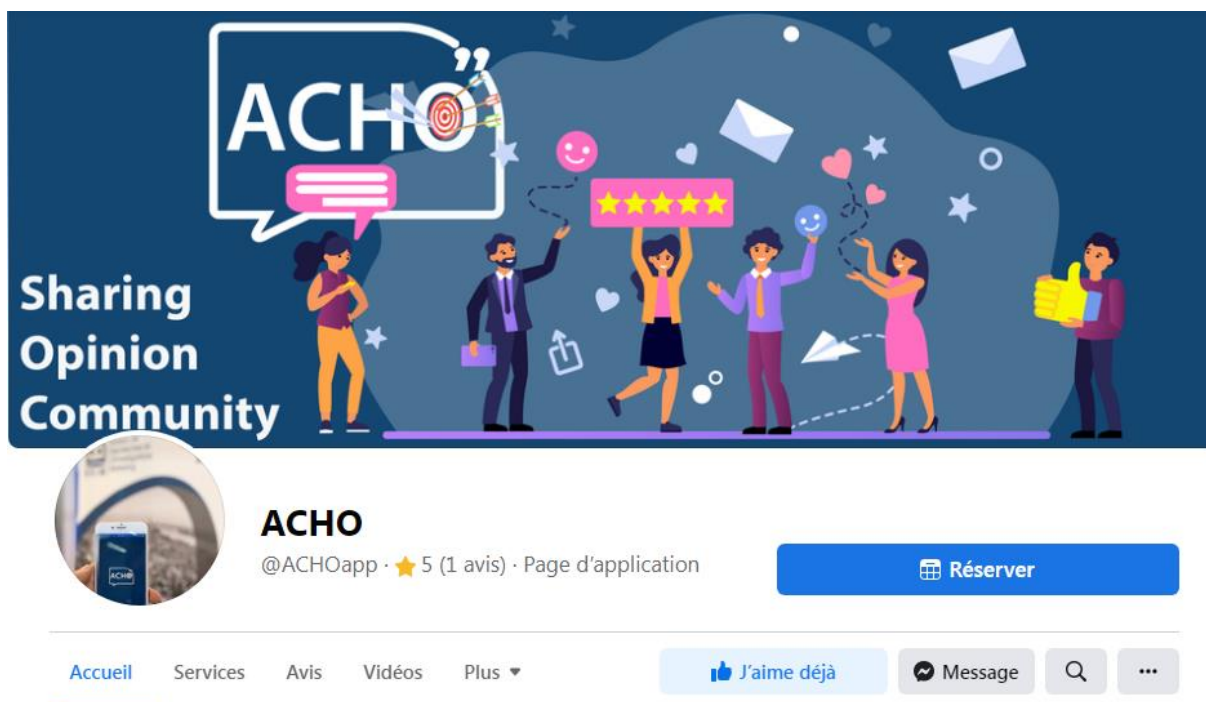 ACHO”
Sharing
Opinion
Community
ACHO
ACHO
@ACHOapp · 5 (1 avis) · Page d'application
Réserver
Accueil Services Avis Vidéos Plus J'aime déjà Message ...